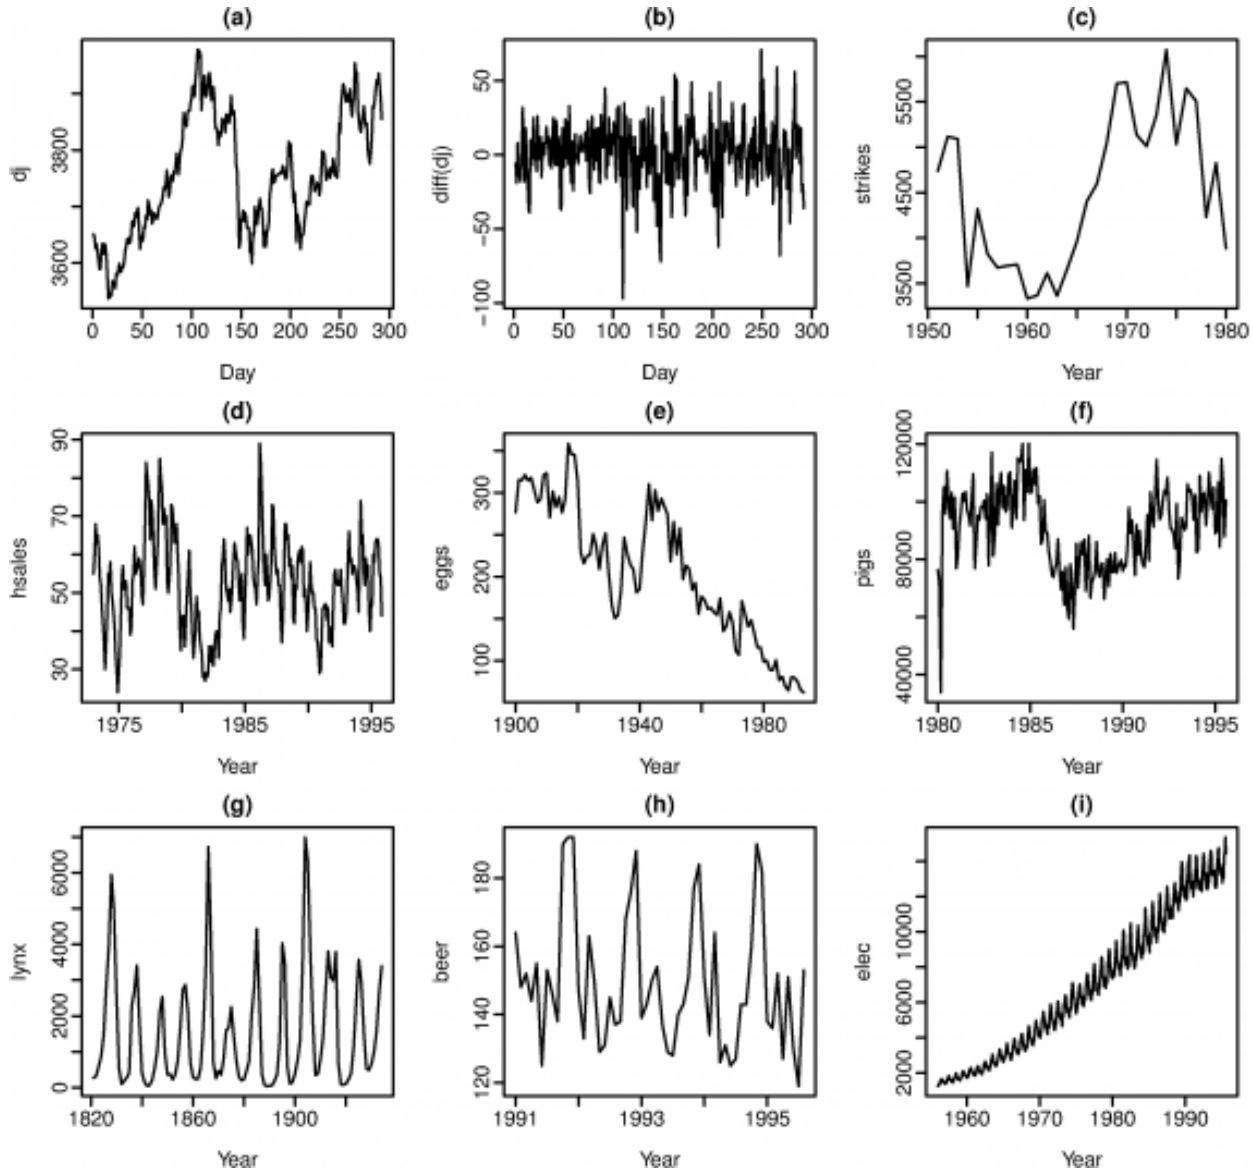 (a)
dj
3600 3800
0 50 100 150 200 250 300
Day
(b)
diff(dj)
−100 −50 0 50
0 50 100 150 200 250 300
Day
(c)
strikes
3500 4500 5500
1950 1960 1970 1980
Year
(d)
hsales
30 50 70 90
1975 1985 1995
Year
(e)
eggs
100 200 300
1900 1940 1980
Year
(f)
pigs
40000 80000 120000
1980 1985 1990 1995
Year
(g)
lynx
0 2000 4000 6000
1820 1860 1900
Year
(h)
beer
120 140 160 180
1991 1993 1995
Year
(i)
elec
2000 6000 10000
1960 1970 1980 1990
Year